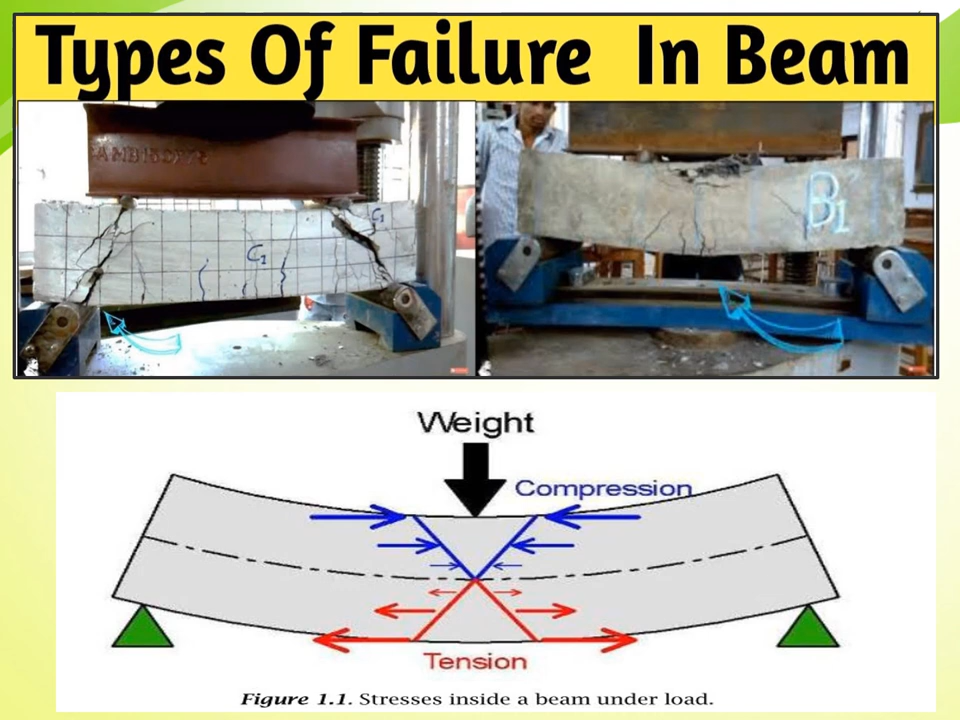 Types Of Failure In Beam
C1
C1
B1
Weight
Compression
Tension
Figure 1.1. Stresses inside a beam under load.